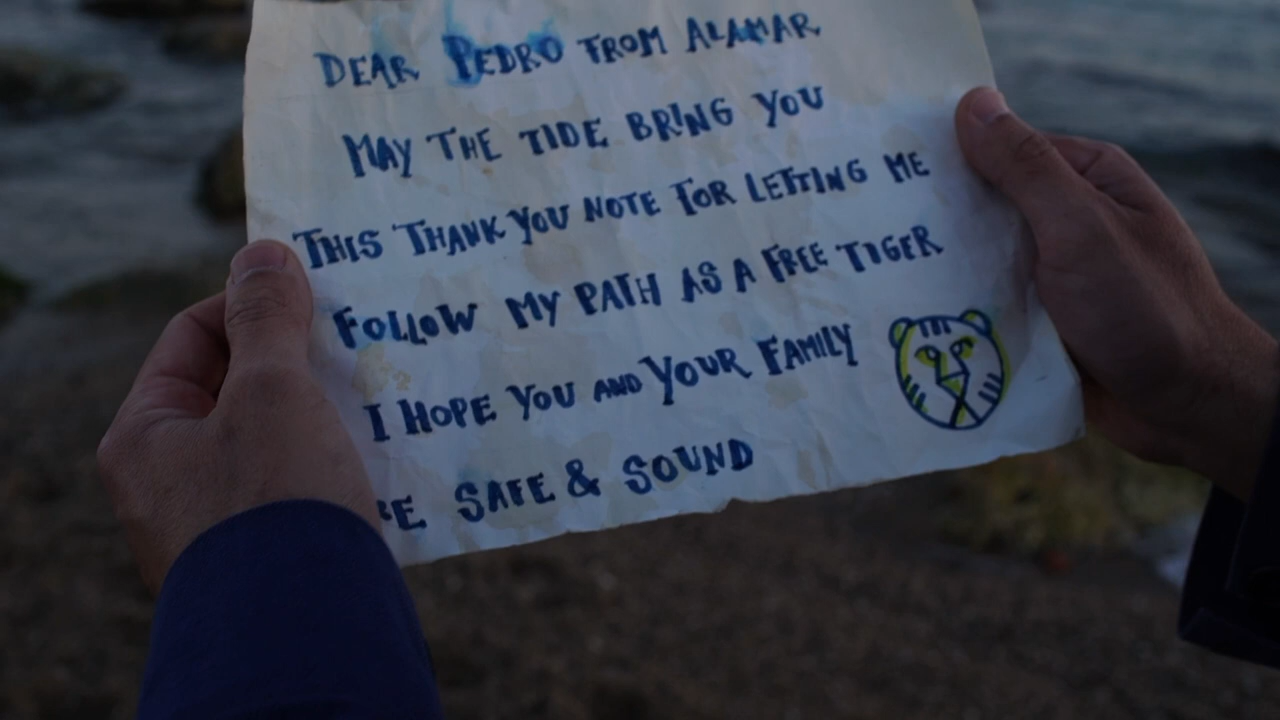 DEAR PEDRO FROM ALAMAR
MAY THE TIDE BRING YOU
THIS THANK YOU NOTE FOR LETTING ME
FOLLOW MY PATH AS A FREE TIGER
I HOPE YOU AND YOUR FAMILY
BE SAFE & SOUND